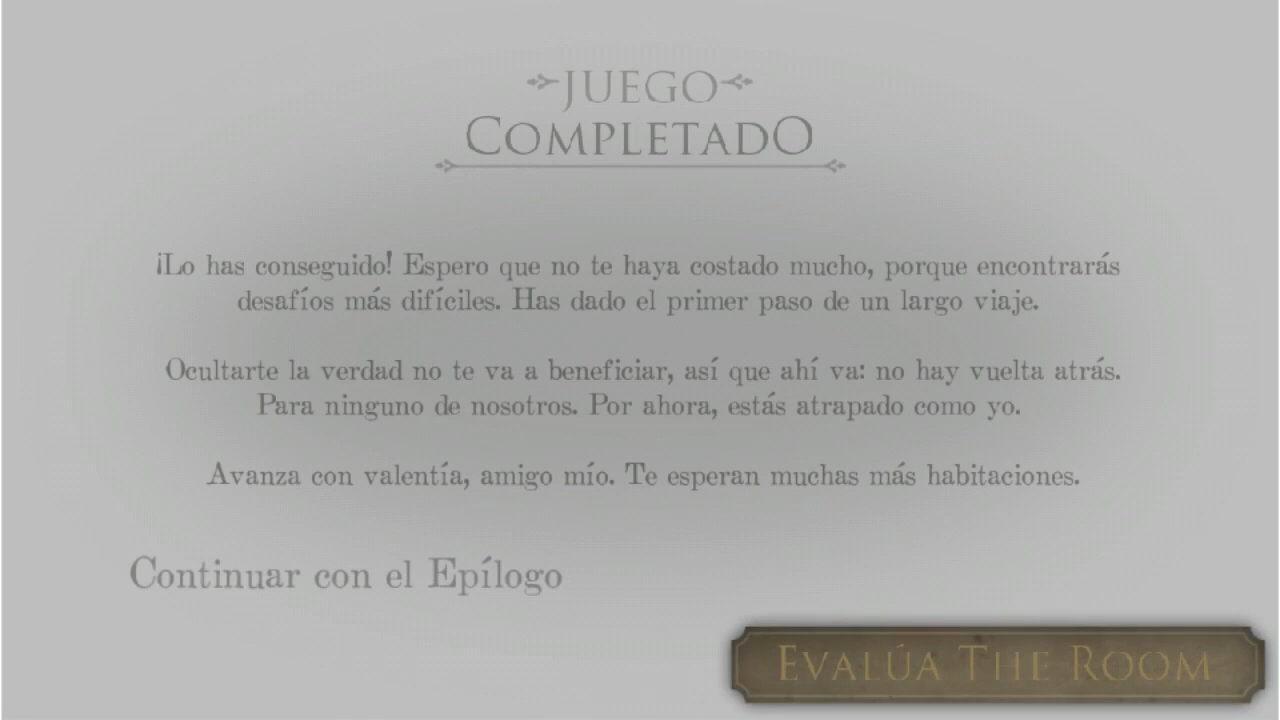 JUEGO
COMPLETADO
¡Lo has conseguido! Espero que no te haya costado mucho, porque encontrarás
desafíos más difíciles. Has dado el primer paso de un largo viaje.
Ocultarte la verdad no te va a beneficiar, así que ahí va: no hay vuelta atrás.
Para ninguno de nosotros. Por ahora, estás atrapado como yo.
Avanza con valentía, amigo mío. Te esperan muchas más habitaciones.
Continuar con el Epílogo
EVALÚA THE ROOM